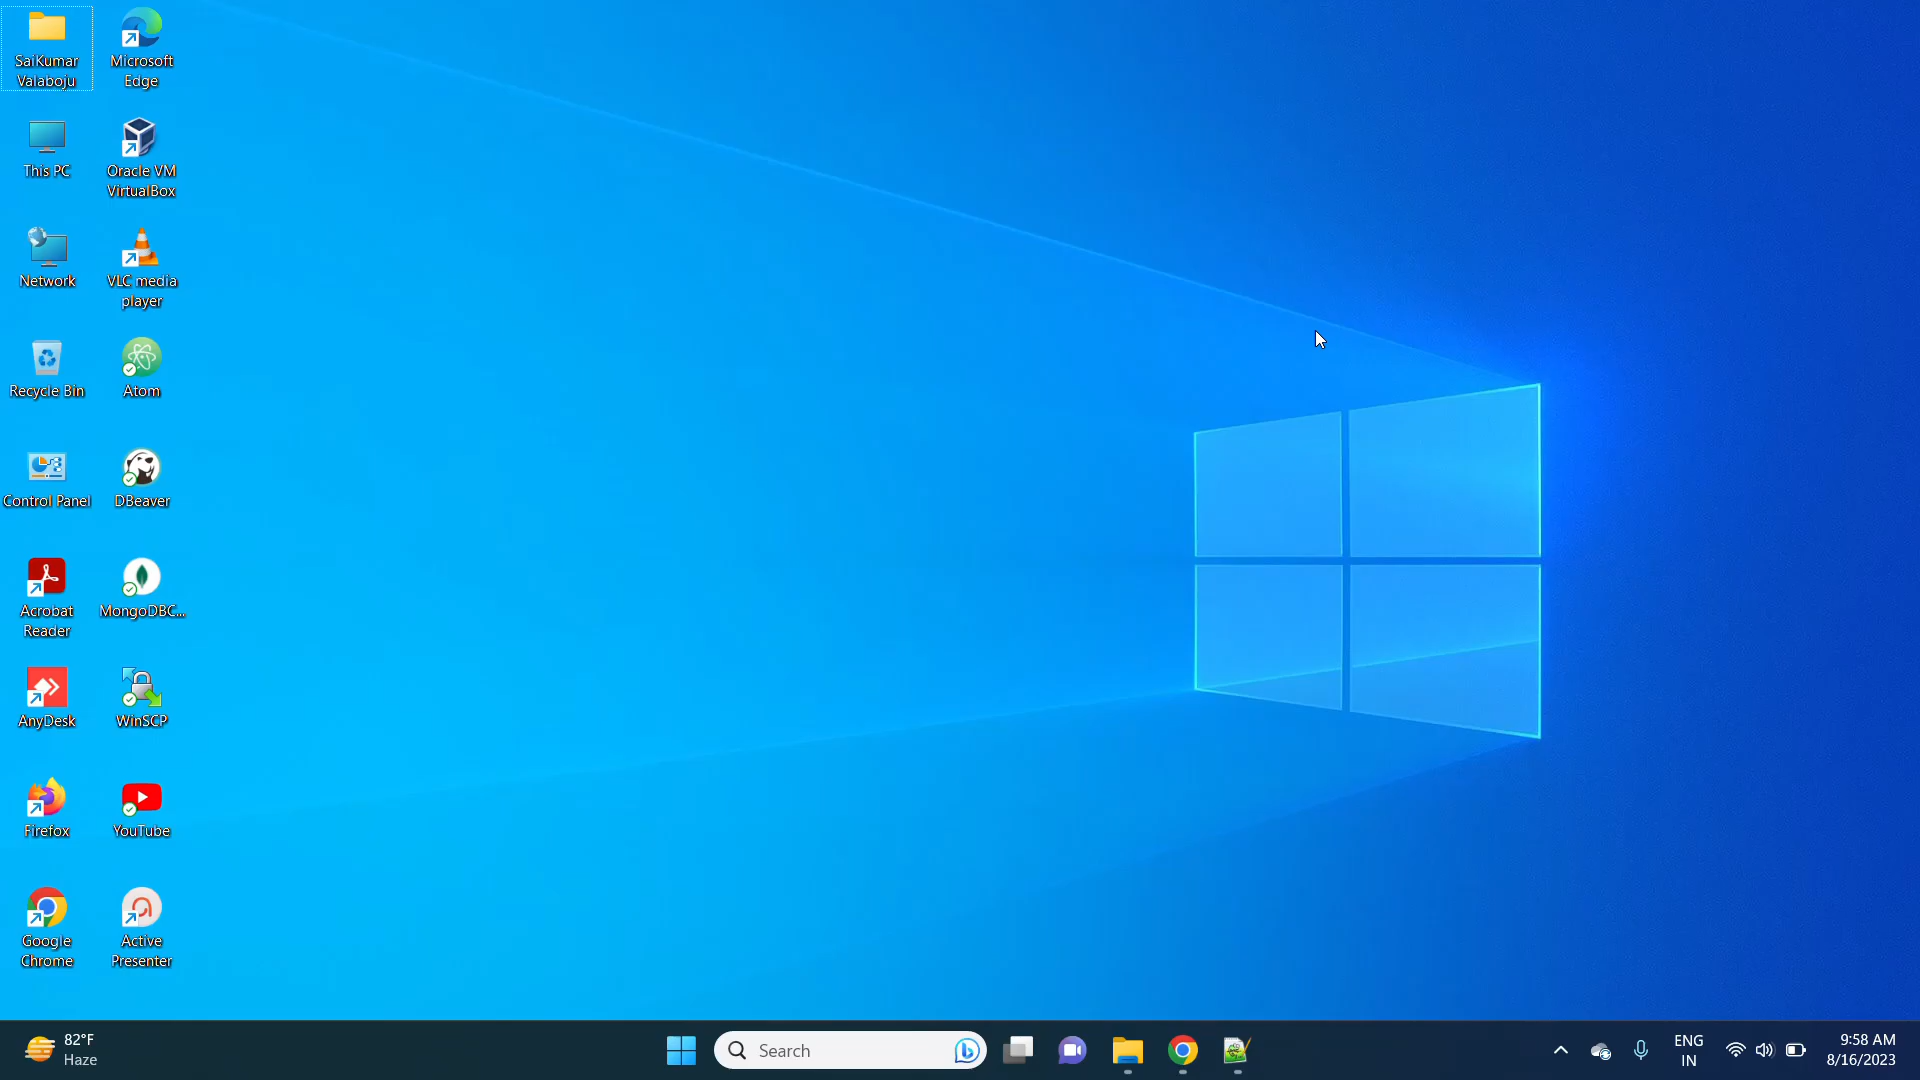 SaiKumar
Valaboju
Microsoft
Edge
This PC
Oracle VM
VirtualBox
Network
VLC media
player
Recycle Bin
Atom
Control Panel
DBeaver
Acrobat
Reader
MongoDBC...
AnyDesk
WinSCP
Firefox
YouTube
Google
Chrome
Active
Presenter
82°F
Haze
Search
ENG
IN
9:58 AM
8/16/2023